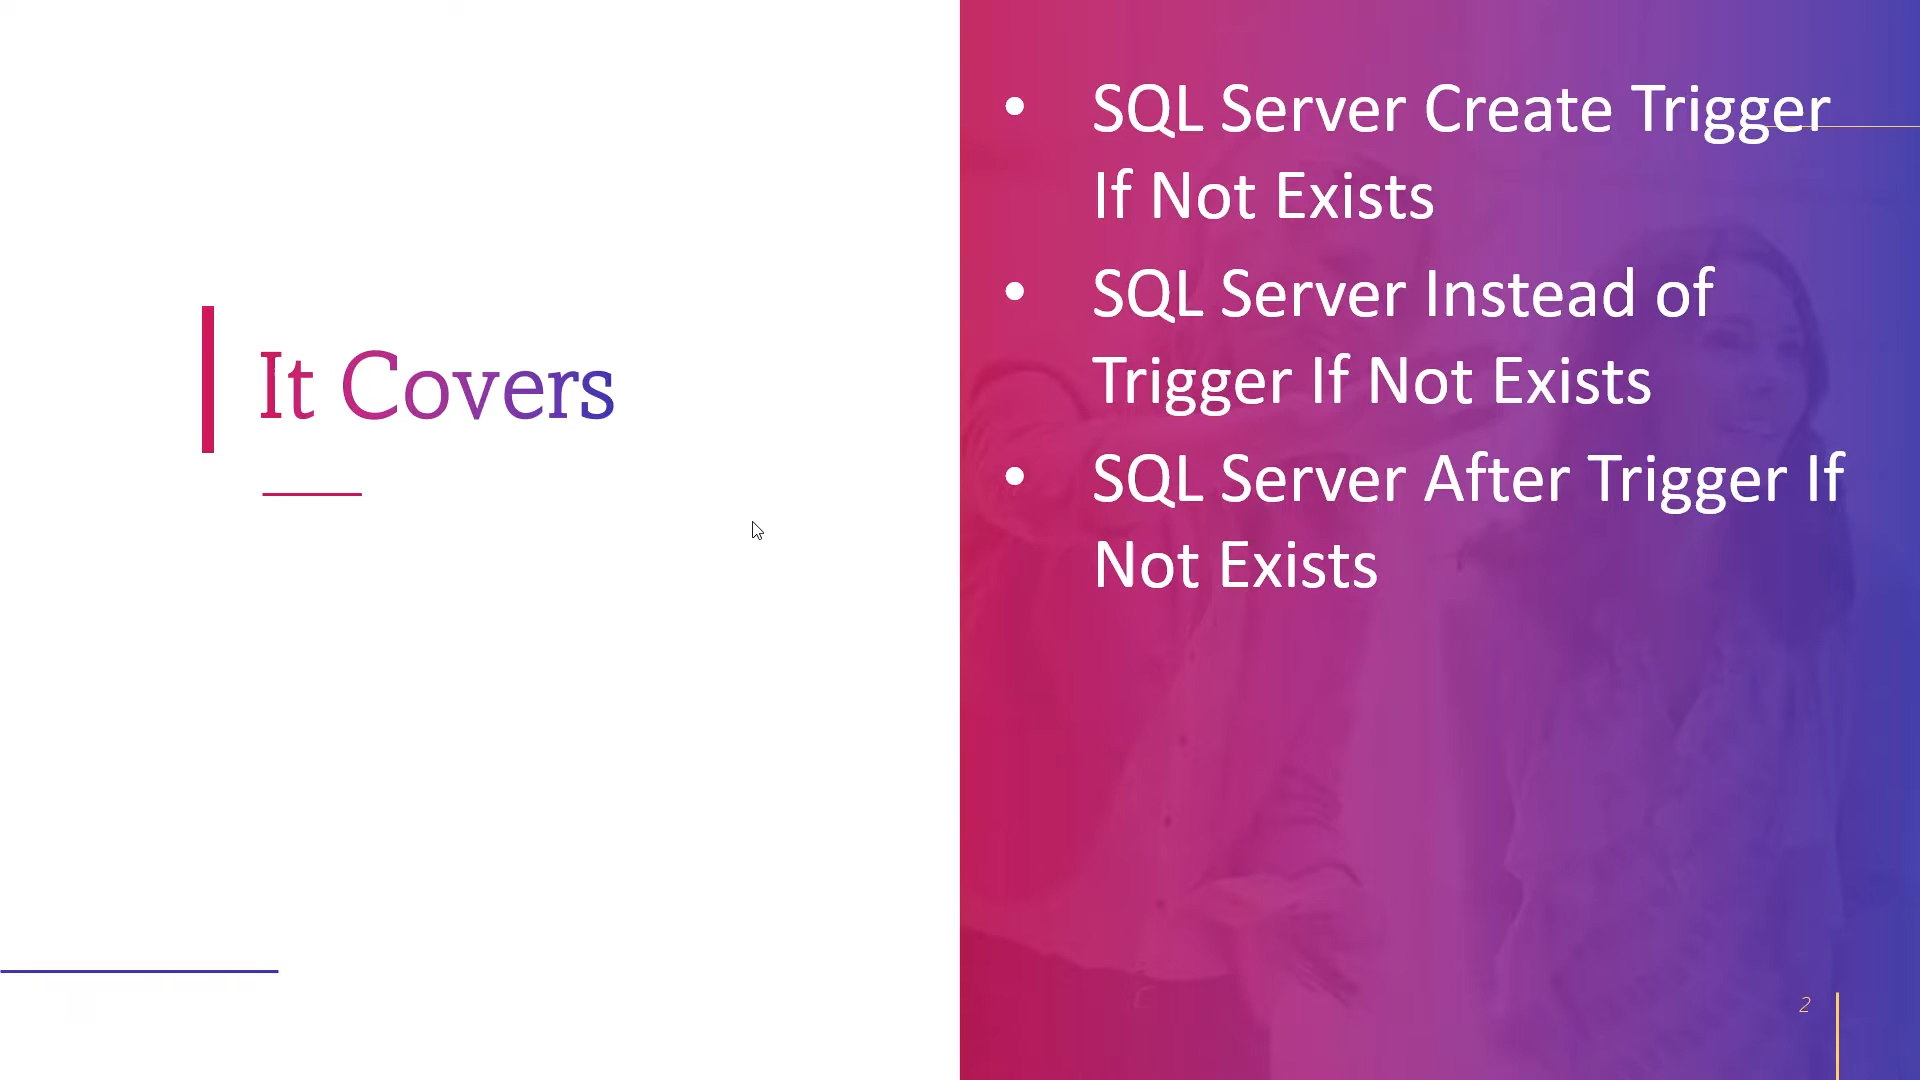 It Covers
• SQL Server Create Trigger
If Not Exists
• SQL Server Instead of
Trigger If Not Exists
• SQL Server After Trigger If
Not Exists
2